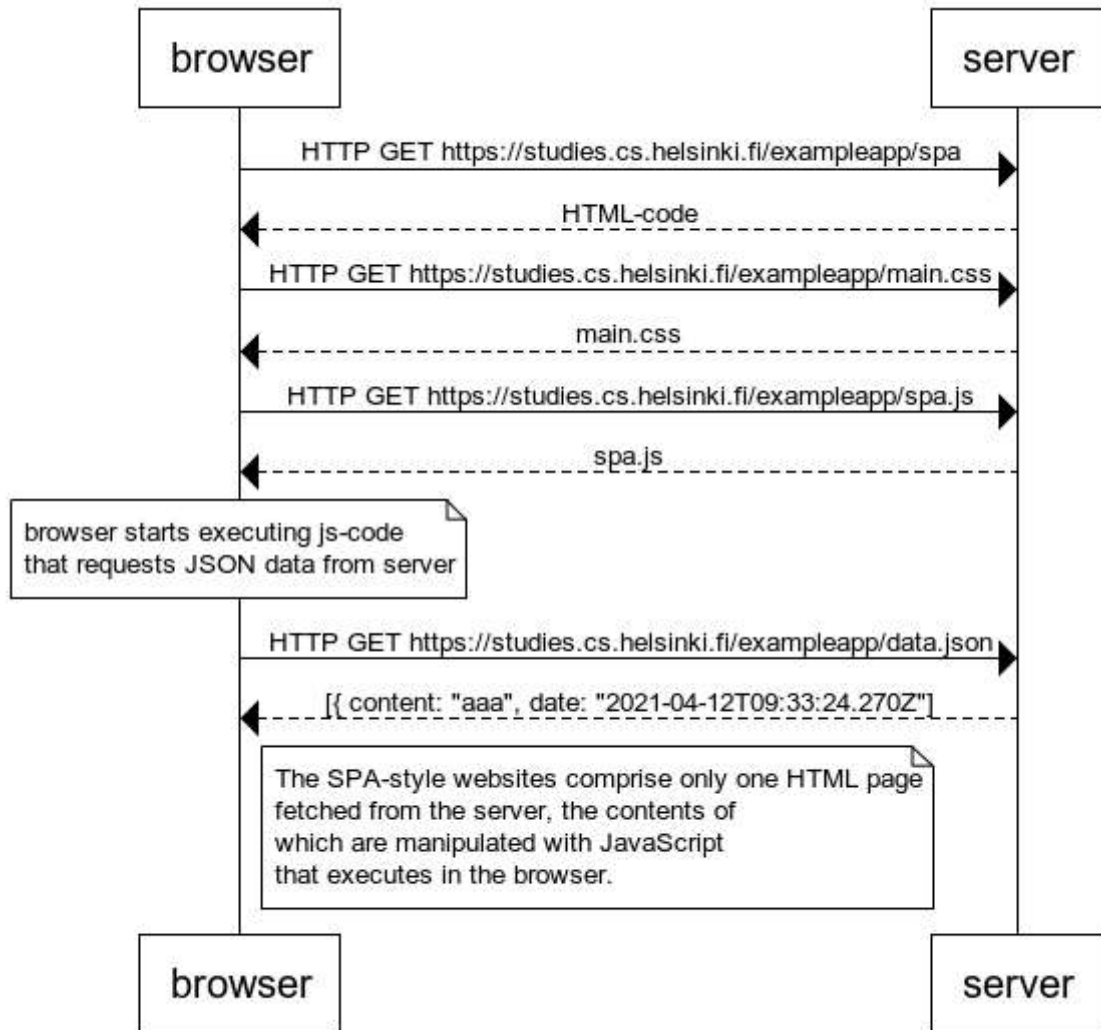 browser
server
HTTP GET https://studies.cs.helsinki.fi/exampleapp/spa
HTML-code
HTTP GET https://studies.cs.helsinki.fi/exampleapp/main.css
main.css
HTTP GET https://studies.cs.helsinki.fi/exampleapp/spa.js
spa.js
browser starts executing js-code
that requests JSON data from server
HTTP GET https://studies.cs.helsinki.fi/exampleapp/data.json
[{ content: "aaa", date: "2021-04-12T09:33:24.270Z"]
The SPA-style websites comprise only one HTML page
fetched from the server, the contents of
which are manipulated with JavaScript
that executes in the browser.
browser
server